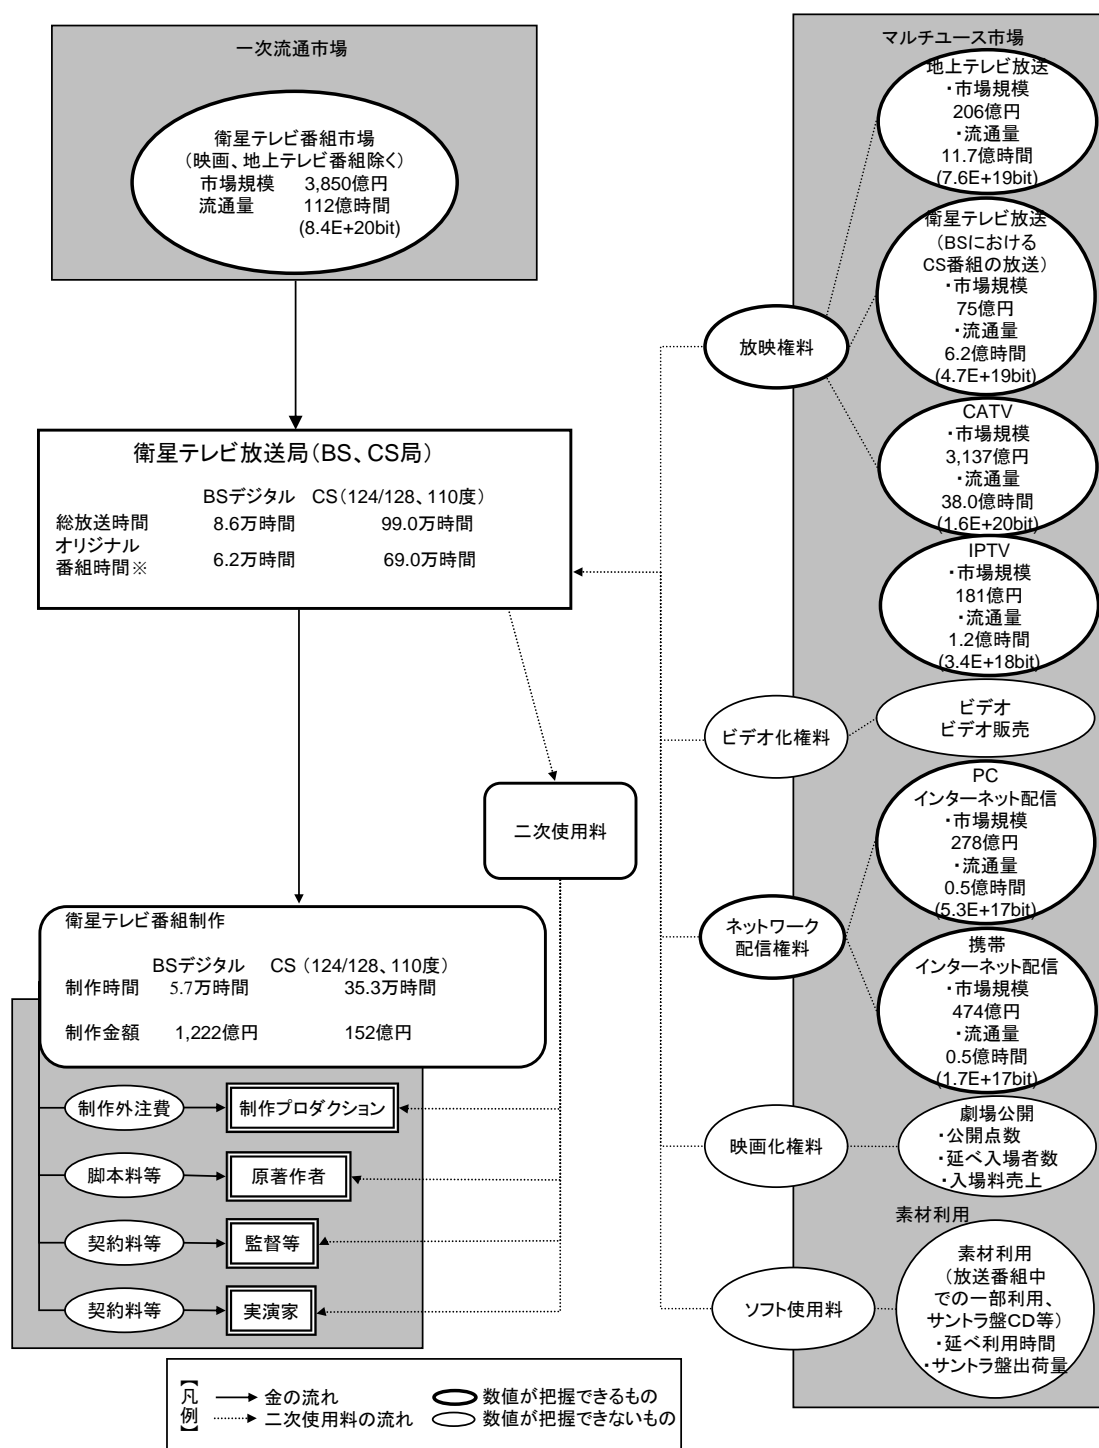 一次流通市場
衛星テレビ番組市場
(映画、地上テレビ番組除く)
市場規模 3,850億円
流通量 112億時間
(8.4E+20bit)
衛星テレビ放送局(BS、CS局)
BSデジタル CS(124/128、110度)
総放送時間 8.6万時間 99.0万時間
オリジナル
番組時間※ 6.2万時間 69.0万時間
二次使用料
衛星テレビ番組制作
BSデジタル CS (124/128、110度)
制作時間 5.7万時間 35.3万時間
制作金額 1,222億円 152億円
制作外注費 制作プロダクション
脚本料等 原著作者
契約料等 監督等
契約料等 実演家
放映権料
ビデオ化権料
ネットワーク
配信権料
映画化権料
ソフト使用料
マルチユース市場
地上テレビ放送
・市場規模
206億円
・流通量
11.7億時間
(7.6E+19bit)
衛星テレビ放送
(BSにおける
CS番組の放送)
・市場規模
75億円
・流通量
6.2億時間
(4.7E+19bit)
CATV
・市場規模
3,137億円
・流通量
38.0億時間
(1.6E+20bit)
IPTV
・市場規模
181億円
・流通量
1.2億時間
(3.4E+18bit)
ビデオ
ビデオ販売
PC
インターネット配信
・市場規模
278億円
・流通量
0.5億時間
(5.3E+17bit)
携帯
インターネット配信
・市場規模
474億円
・流通量
0.5億時間
(1.7E+17bit)
劇場公開
・公開点数
・延べ入場者数
・入場料売上
素材利用
素材利用
(放送番組中
での一部利用、
サントラ盤CD等)
・延べ利用時間
・サントラ盤出荷量
【凡例】
金の流れ 数値が把握できるもの
二次使用料の流れ 数値が把握できないもの